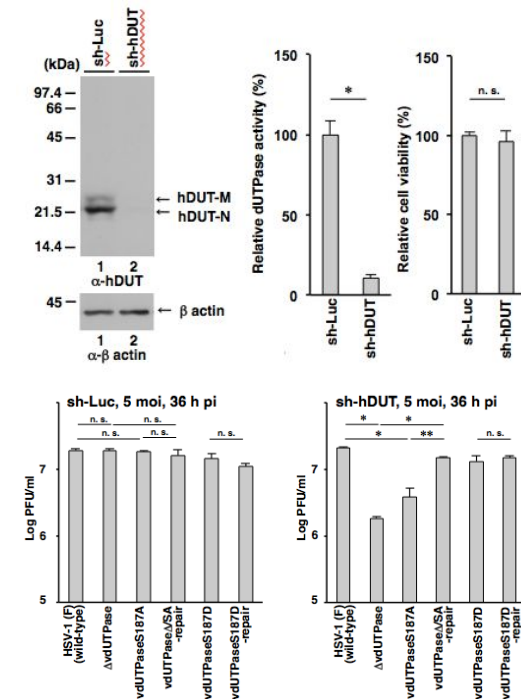 (kDa)
sh-Luc
sh-hDUT
97.4
66
45
31
21.5
14.4
← hDUT-M
← hDUT-N
1 2
α-hDUT
45
← β actin
1 2
α-β actin
Relative dUTPase activity (%)
*
100
50
0
sh-Luc
sh-hDUT
Relative cell viability (%)
n. s.
100
50
0
sh-Luc
sh-hDUT
sh-Luc, 5 moi, 36 h pi
n. s. n. s.
n. s. n. s.
n. s.
Log PFU/ml
7
6
5
HSV-1 (F)
(wild-type)
ΔvdUTPase
vdUTPaseS187A
vdUTPaseΔ/SA
-repair
vdUTPaseS187D
vdUTPaseS187D
-repair
sh-hDUT, 5 moi, 36 h pi
* *
* **
n. s.
Log PFU/ml
7
6
5
HSV-1 (F)
(wild-type)
ΔvdUTPase
vdUTPaseS187A
vdUTPaseΔ/SA
-repair
vdUTPaseS187D
vdUTPaseS187D
-repair